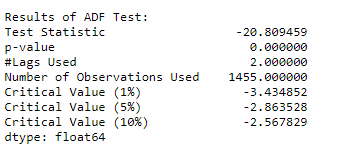 Results of ADF Test:
Test Statistic -20.809459
p-value 0.000000
#Lags Used 2.000000
Number of Observations Used 1455.000000
Critical Value (1%) -3.434852
Critical Value (5%) -2.863528
Critical Value (10%) -2.567829
dtype: float64